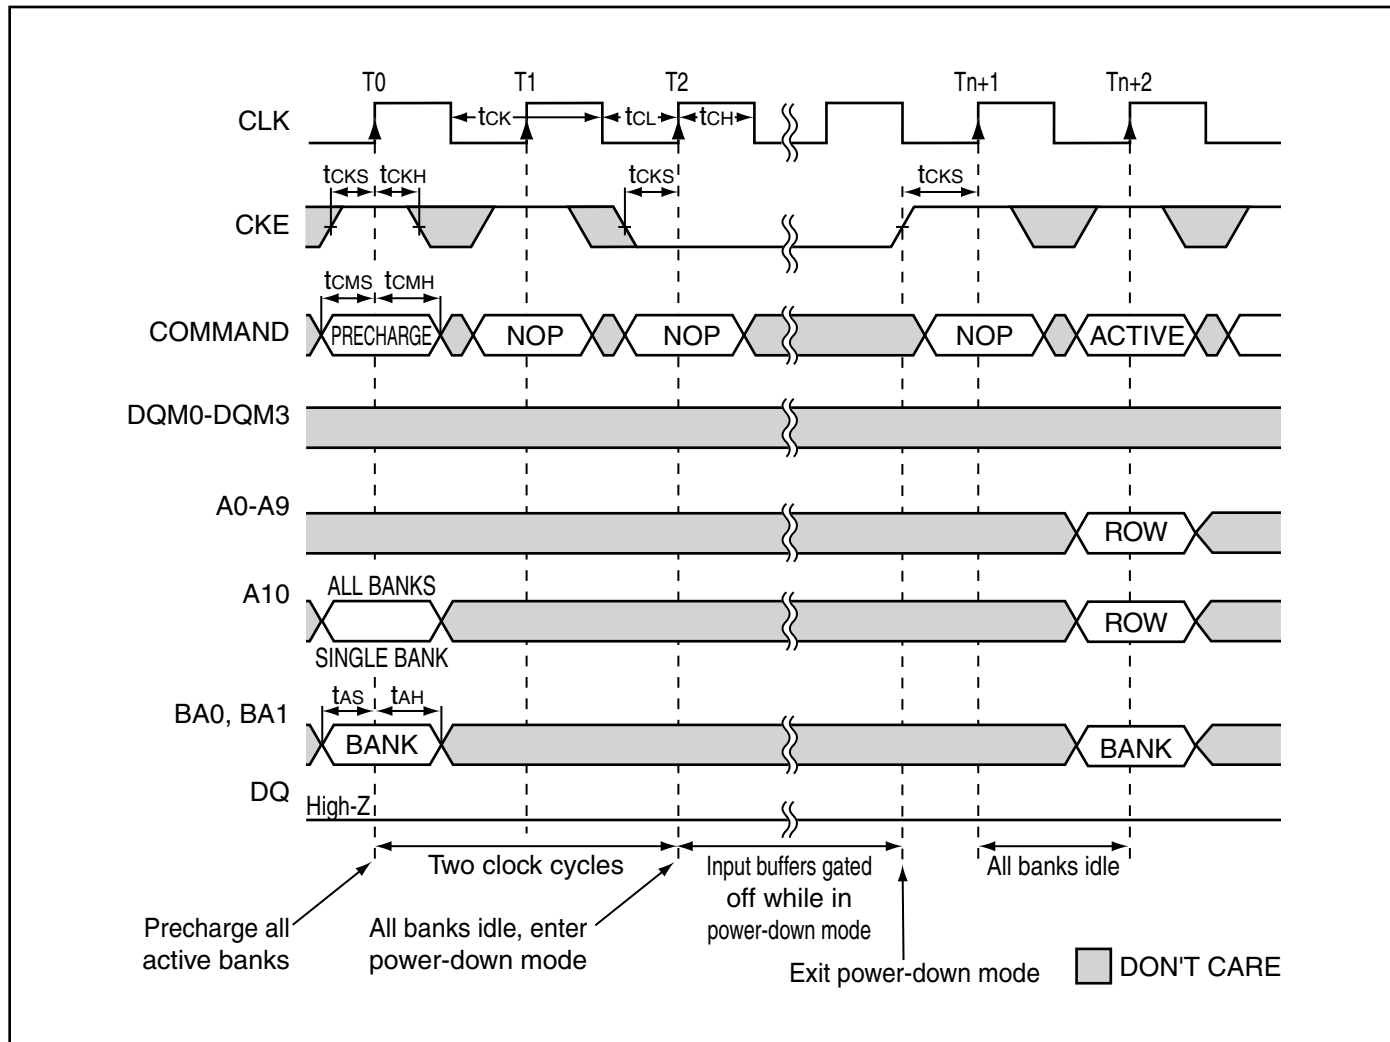 T0 T1 T2 Tn+1 Tn+2
CLK tCK tCL tCH
tCKS tCKH tCKS tCKS
CKE
tCMS tCMH
COMMAND PRECHARGE NOP NOP NOP ACTIVE
DQM0-DQM3
A0-A9 ROW
ALL BANKS
A10 ROW
SINGLE BANK
tAS tAH
BA0, BA1 BANK BANK
DQ
High-Z
Two clock cycles
Input buffers gated
off while in
power-down mode
All banks idle
Precharge all
active banks
All banks idle, enter
power-down mode
Exit power-down mode
DON'T CARE